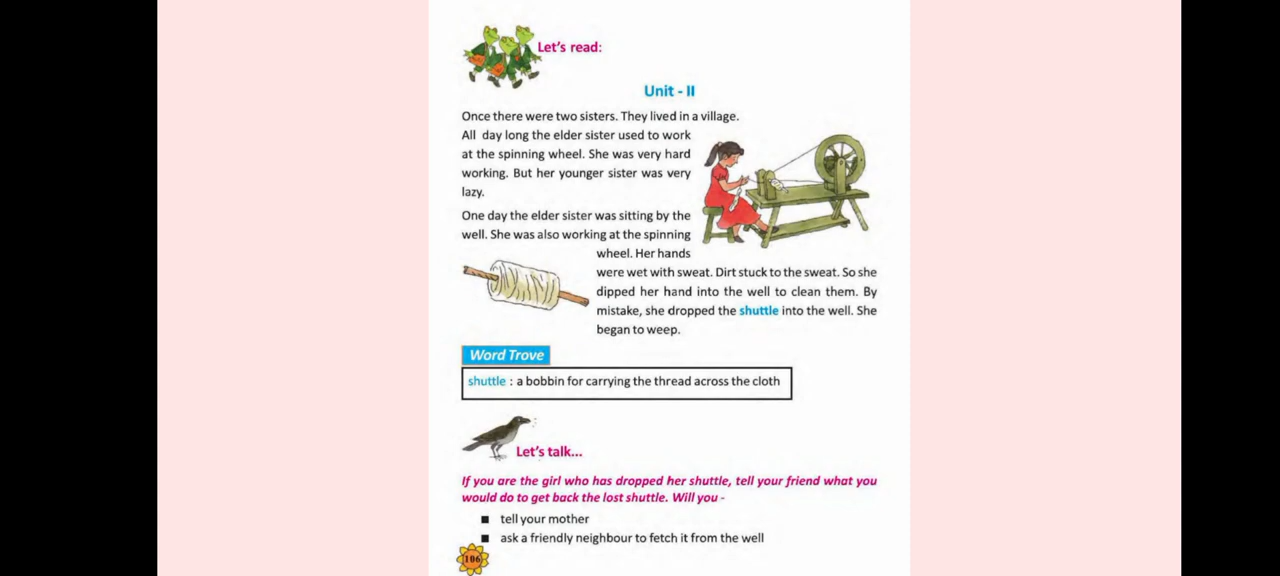 Let's read:
Unit - II
Once there were two sisters. They lived in a village.
All day long the elder sister used to work
at the spinning wheel. She was very hard
working. But her younger sister was very
lazy.
One day the elder sister was sitting by the
well. She was also working at the spinning
wheel. Her hands
were wet with sweat. Dirt stuck to the sweat. So she
dipped her hand into the well to clean them. By
mistake, she dropped the shuttle into the well. She
began to weep.
Word Trove
shuttle : a bobbin for carrying the thread across the cloth
Let's talk...
If you are the girl who has dropped her shuttle, tell your friend what you
would do to get back the lost shuttle. Will you -
■ tell your mother
■ ask a friendly neighbour to fetch it from the well
106